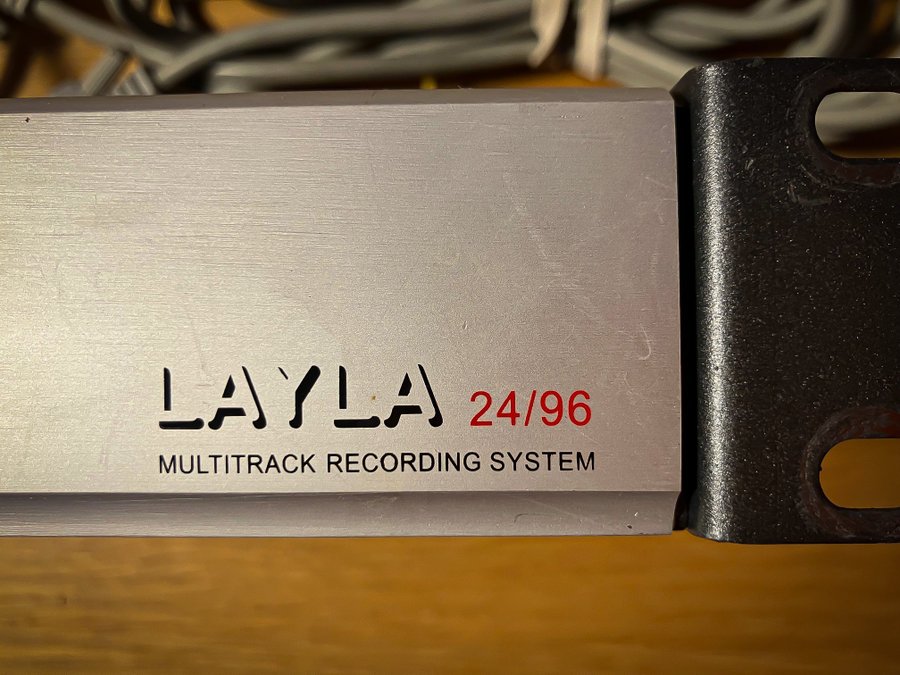 LAYLA 24/96
MULTITRACK RECORDING SYSTEM